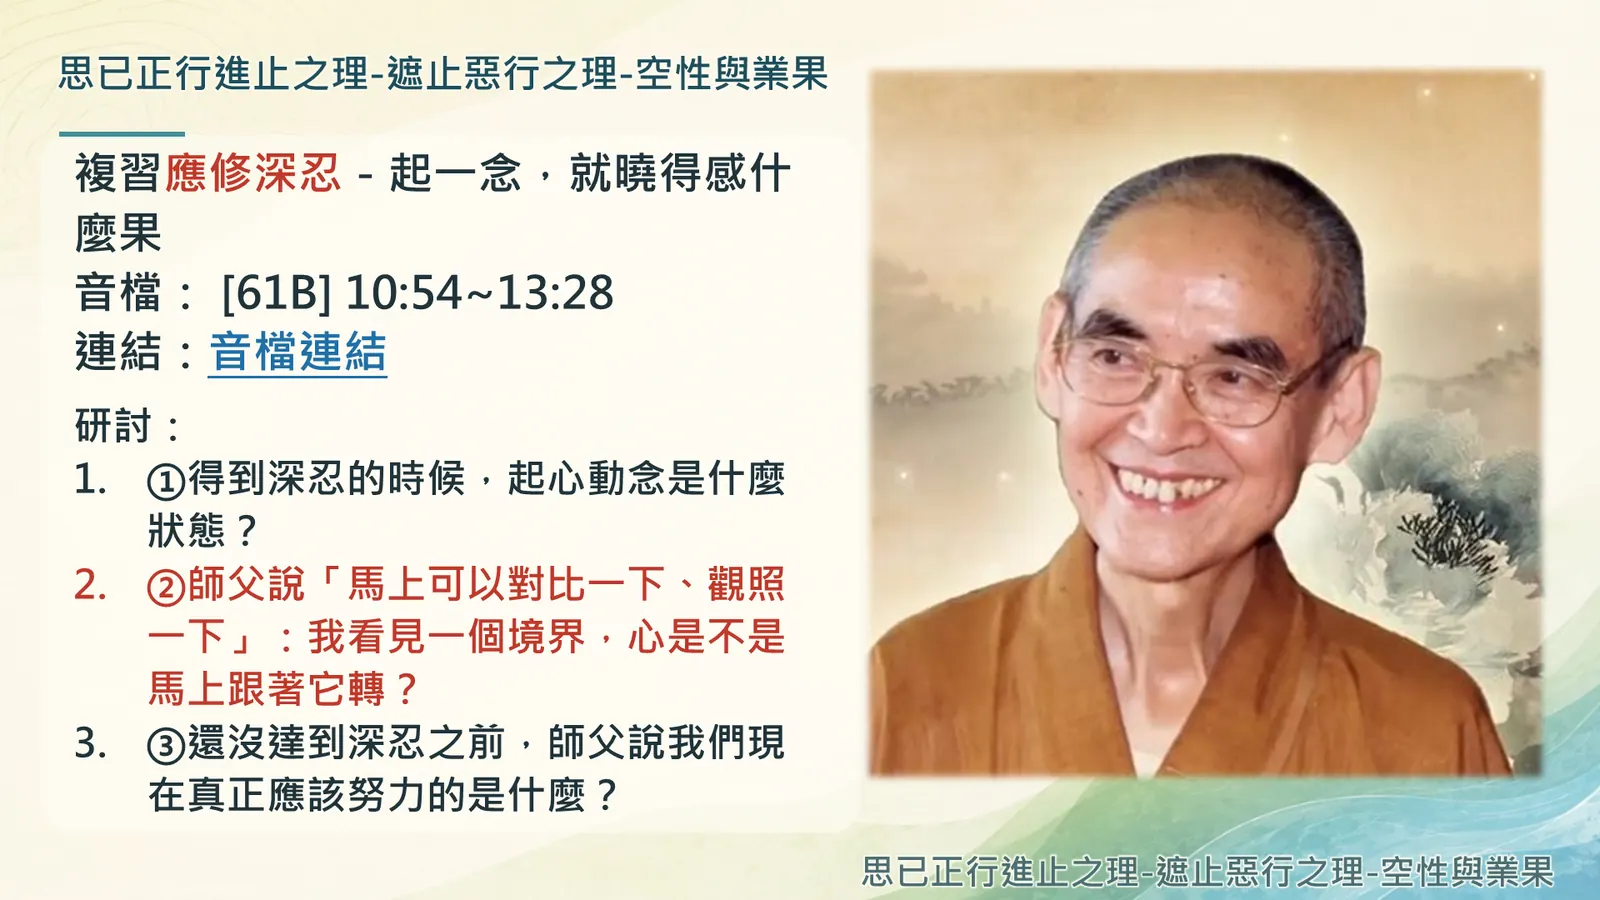 思已正行進止之理-遮止惡行之理-空性與業果
複習應修深忍 - 起一念，就曉得感什
麼果
音檔： [61B] 10:54~13:28
連結：音檔連結
研討：
1. ①得到深忍的時候，起心動念是什麼
狀態？
2. ②師父說「馬上可以對比一下、觀照
一下」：我看見一個境界，心是不是
馬上跟著它轉？
3. ③還沒達到深忍之前，師父說我們現
在真正應該努力的是什麼？
思已正行進止之理-遮止惡行之理-空性與業果